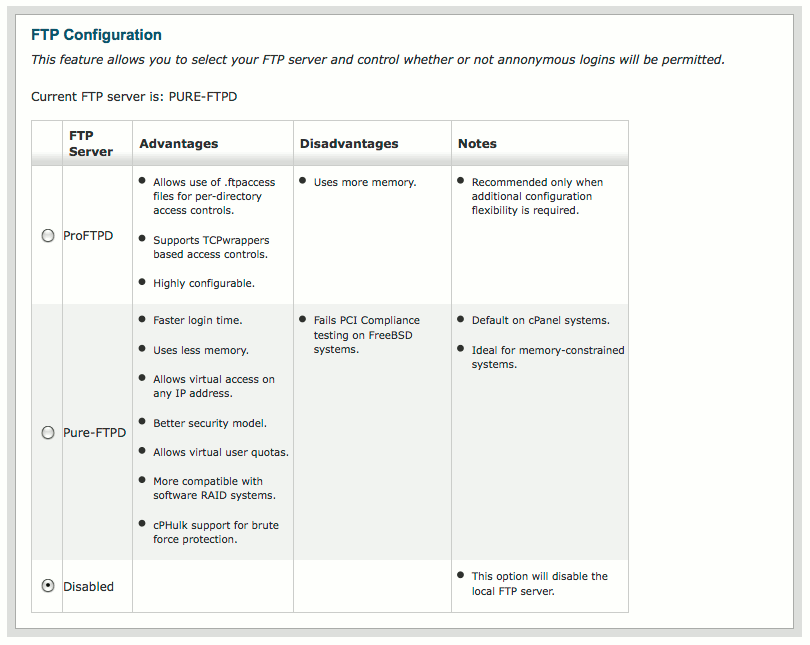 FTP Configuration
This feature allows you to select your FTP server and control whether or not annonymous logins will be permitted.
Current FTP server is: PURE-FTPD
FTP
Server
Advantages
Disadvantages
Notes
ProFTPD
Allows use of .ftpaccess
files for per-directory
access controls.
Supports TCPwrappers
based access controls.
Highly configurable.
Uses more memory.
Recommended only when
additional configuration
flexibility is required.
Pure-FTPD
Faster login time.
Uses less memory.
Allows virtual access on
any IP address.
Better security model.
Allows virtual user quotas.
More compatible with
software RAID systems.
cPHulk support for brute
force protection.
Fails PCI Compliance
testing on FreeBSD
systems.
Default on cPanel systems.
Ideal for memory-constrained
systems.
Disabled
This option will disable the
local FTP server.